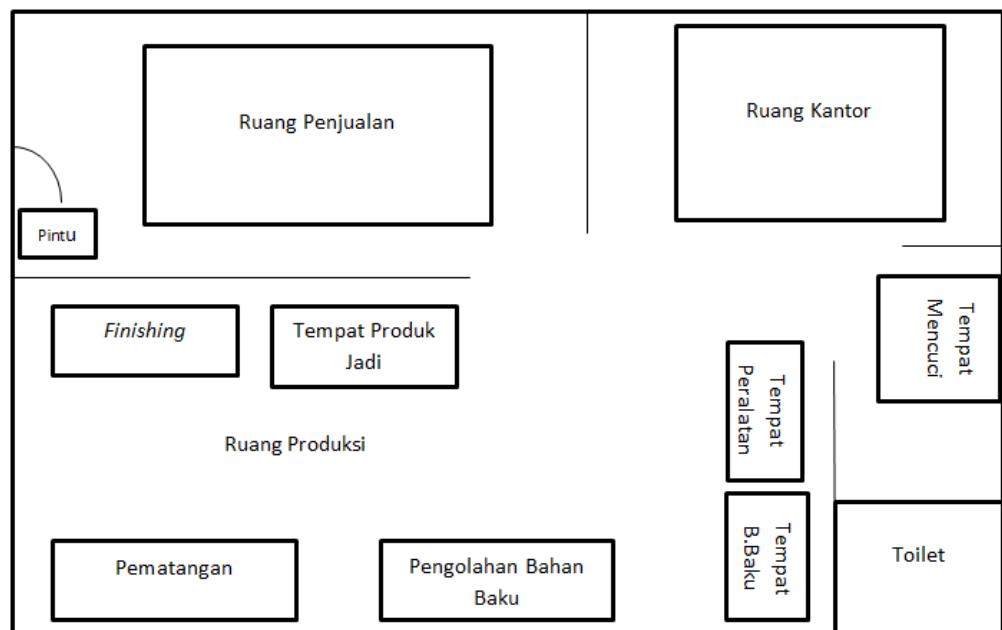 Ruang Penjualan
Ruang Kantor
Pintu
Finishing
Tempat Produk
Jadi
Tempat
Mencuci
Tempat
Peralatan
Ruang Produksi
Pematangan
Pengolahan Bahan
Baku
Tempat
B.Baku
Toilet